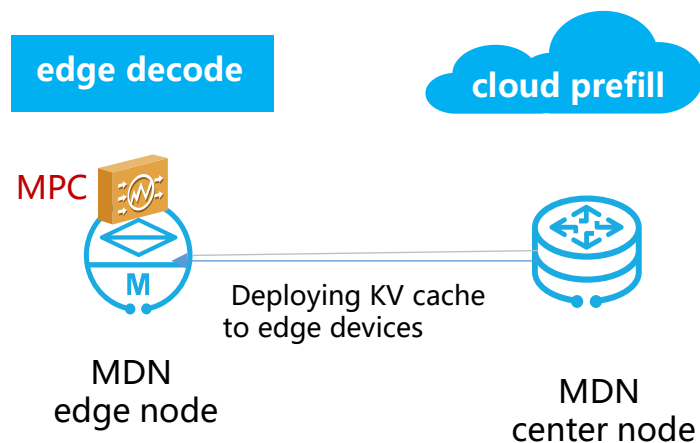 edge decode
cloud prefill
MPC
M
Deploying KV cache
to edge devices
MDN
edge node
MDN
center node